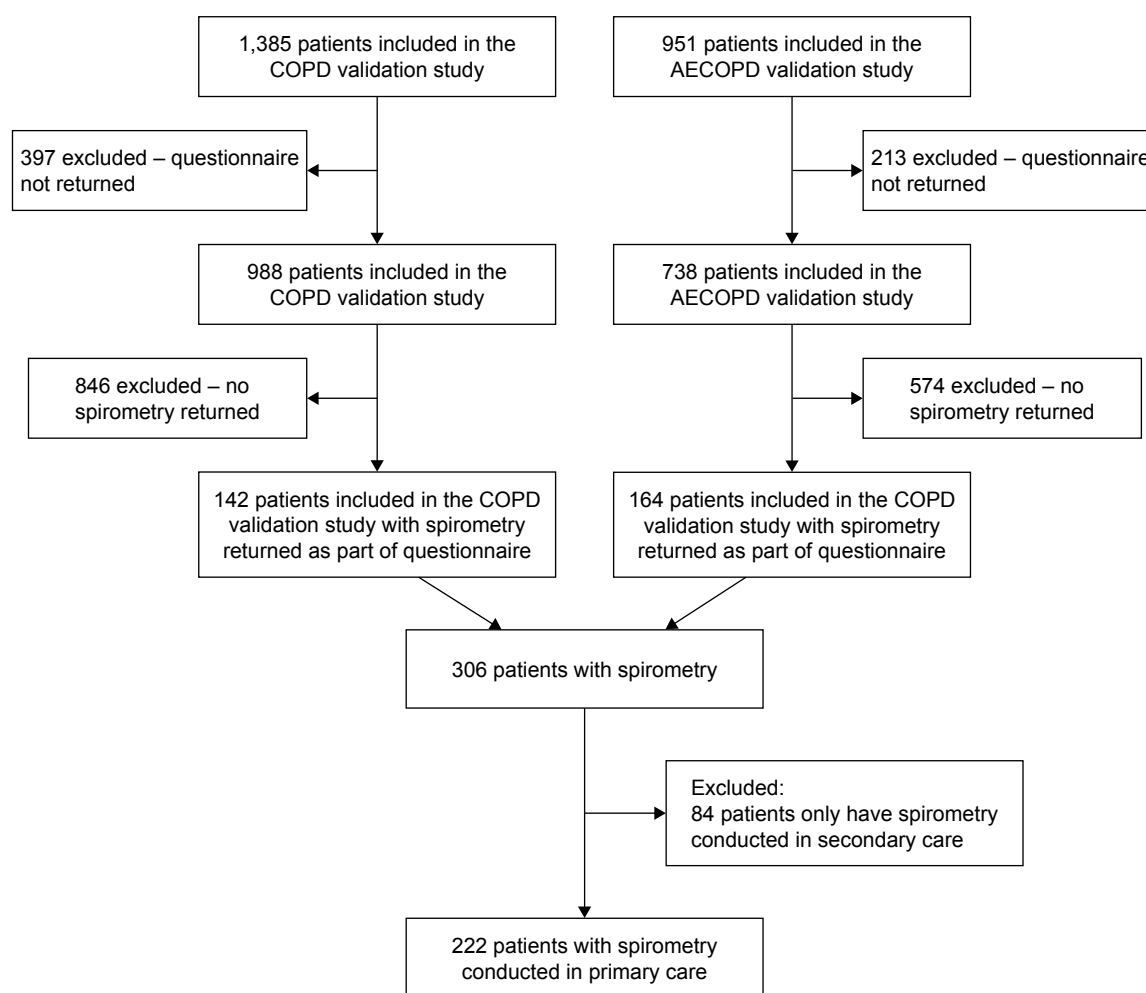 1,385 patients included in the
COPD validation study
951 patients included in the
AECOPD validation study
397 excluded – questionnaire
not returned
213 excluded – questionnaire
not returned
988 patients included in the
COPD validation study
738 patients included in the
AECOPD validation study
846 excluded – no
spirometry returned
574 excluded – no
spirometry returned
142 patients included in the COPD
validation study with spirometry
returned as part of questionnaire
164 patients included in the COPD
validation study with spirometry
returned as part of questionnaire
306 patients with spirometry
Excluded:
84 patients only have spirometry
conducted in secondary care
222 patients with spirometry
conducted in primary care